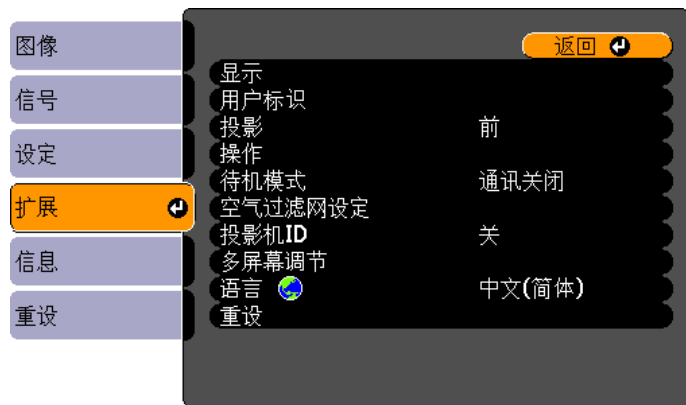 图像
信号
设定
扩展
信息
重设
返回
显示
用户标识
投影 前
操作
待机模式 通讯关闭
空气过滤网设定
投影机ID 关
多屏幕调节
语言 中文(简体)
重设